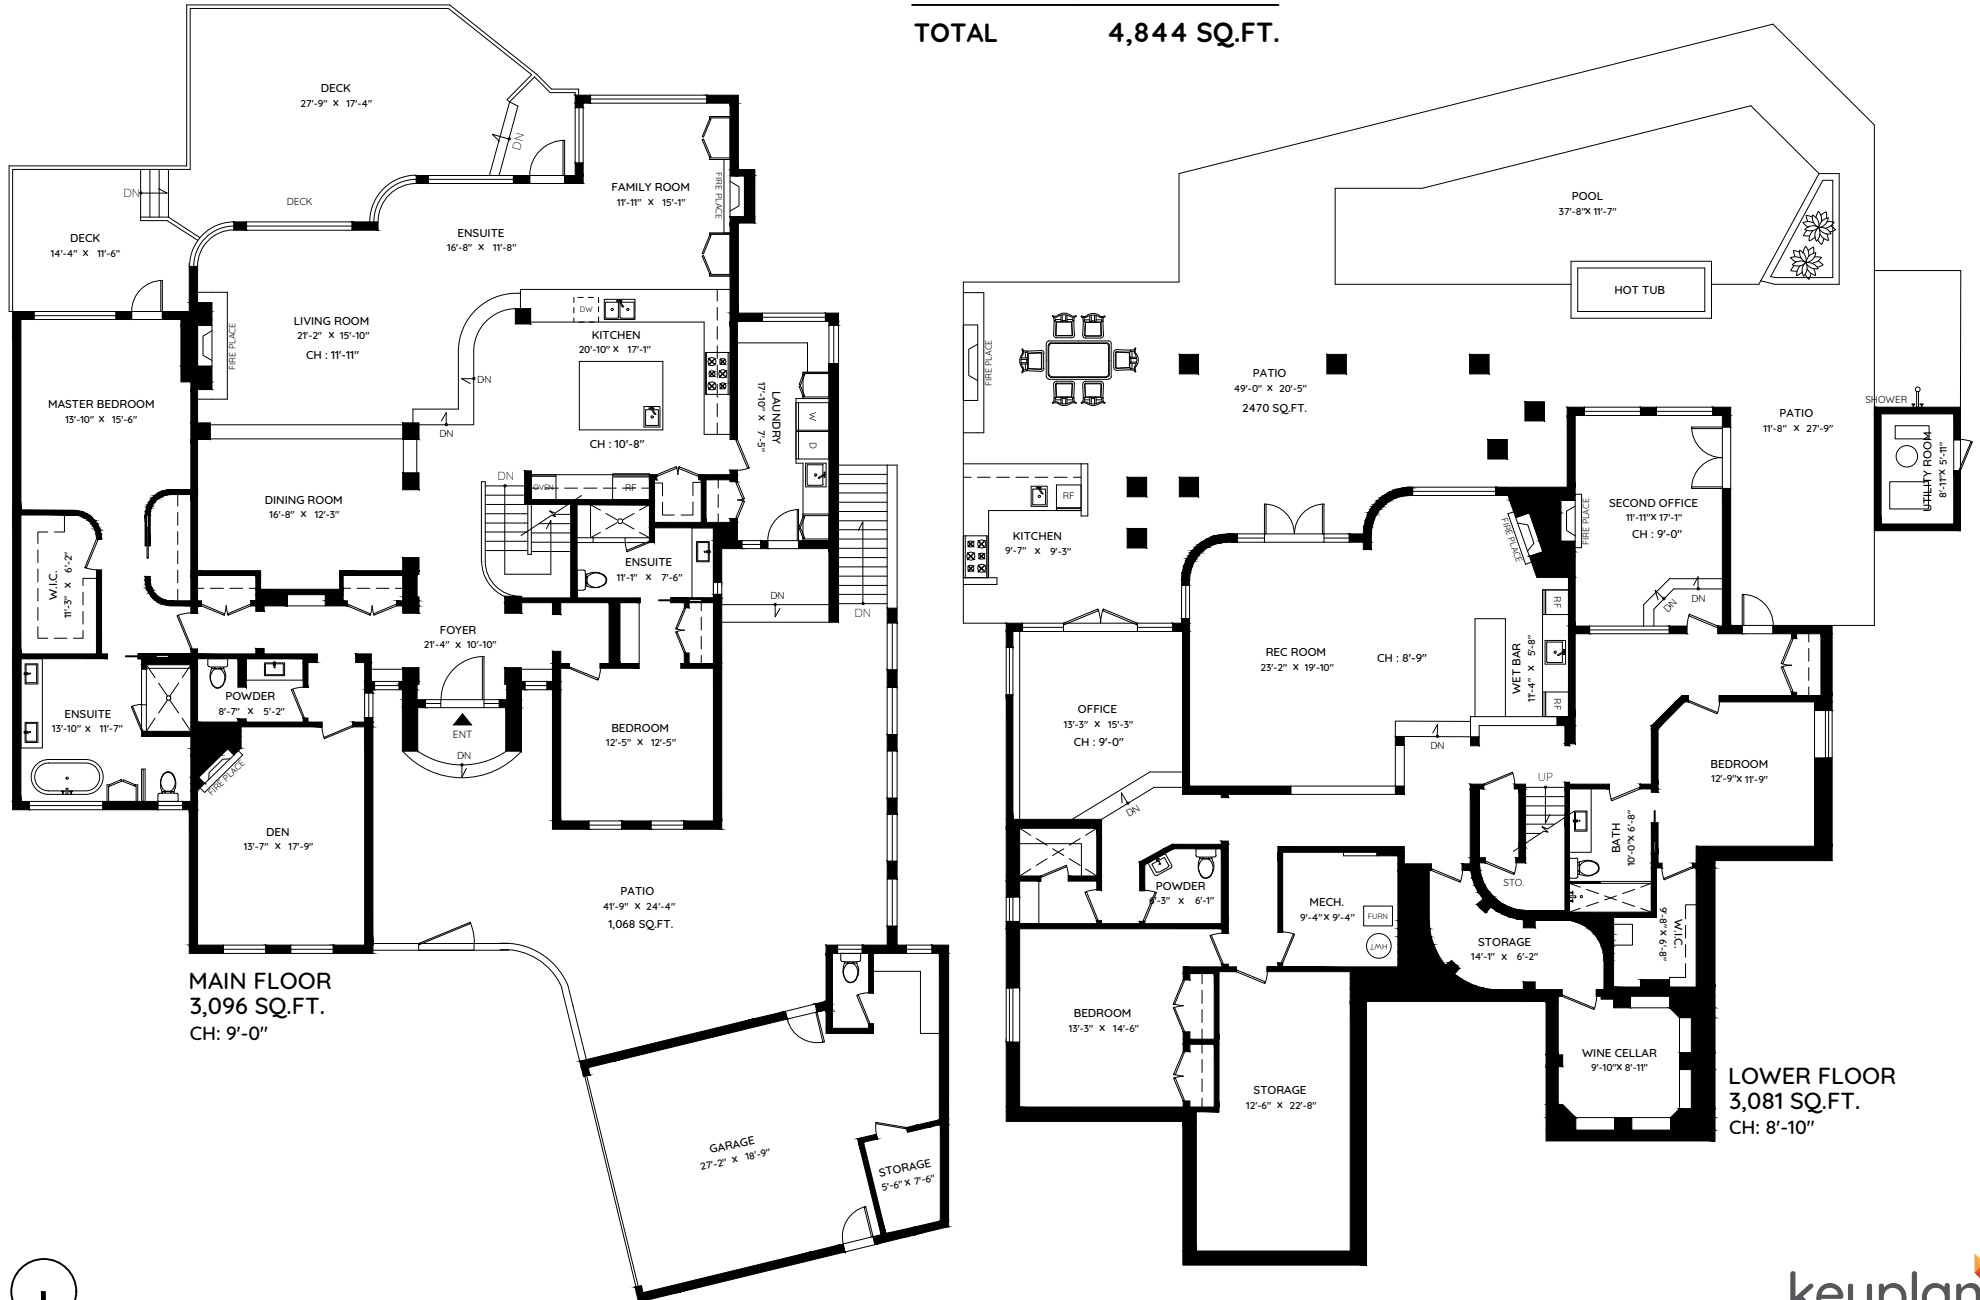 TOTAL 4,844 SQ.FT.
DECK
27'-9" X 17'-4"
DN
FAMILY ROOM
11'-11" X 15'-1"
FIRE PLACE
DN
DECK
DECK
14'-4" X 11'-6"
ENSUITE
16'-8" X 11'-8"
LIVING ROOM
21'-2" X 15'-10"
CH : 11'-11"
FIRE PLACE
DW
KITCHEN
20'-10" X 17'-1"
CH : 10'-8"
DN
DN
MASTER BEDROOM
13'-10" X 15'-6"
LAUNDRY
17'-10" X 7'-5"
W
D
DN
OVEN
RF
DINING ROOM
16'-8" X 12'-3"
W.I.C.
11'-3" X 6'-2"
ENSUITE
11'-1" X 7'-6"
DN
DN
FOYER
21'-4" X 10'-10"
POWDER
8'-7" X 5'-2"
ENSUITE
13'-10" X 11'-7"
ENT
DN
BEDROOM
12'-5" X 12'-5"
FIRE PLACE
DEN
13'-7" X 17'-9"
PATIO
41'-9" X 24'-4"
1,068 SQ.FT.
MAIN FLOOR
3,096 SQ.FT.
CH: 9'-0"
GARAGE
27'-2" X 18'-9"
STORAGE
5'-6" X 7'-6"
POOL
37'-8"X 11'-7"
HOT TUB
FIRE PLACE
PATIO
49'-0" X 20'-5"
2470 SQ.FT.
PATIO
11'-8" X 27'-9"
SHOWER
UTILITY ROOM
8'-11"X 5'-11"
RF
KITCHEN
9'-7" X 9'-3"
SECOND OFFICE
11'-11"X 17'-1"
CH : 9'-0"
FIRE PLACE
FIRE PLACE
DN
DN
RF
REC ROOM
23'-2" X 19'-10"
CH : 8'-9"
WET BAR
11'-4" X 5'-8"
RF
OFFICE
13'-3" X 15'-3"
CH : 9'-0"
DN
DN
BEDROOM
12'-9"X 11'-9"
UP
BATH
10'-0"X 6'-8"
STO.
POWDER
6'-3" X 6'-1"
MECH.
9'-4"X 9'-4"
FURN
HWT
STORAGE
14'-1" X 6'-2"
W.I.C.
9'-8"X 6'-8"
BEDROOM
13'-3" X 14'-6"
STORAGE
12'-6" X 22'-8"
WINE CELLAR
9'-10"X 8'-11"
LOWER FLOOR
3,081 SQ.FT.
CH: 8'-10"
keyplan